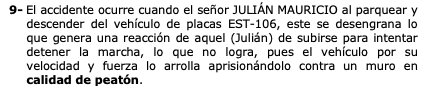 9- El accidente ocurre cuando el señor JULIÁN MAURICIO al parquear y
descender del vehículo de placas EST-106, este se desengrana lo
que genera una reacción de aquel (Julián) de subirse para intentar
detener la marcha, lo que no logra, pues el vehículo por su
velocidad y fuerza lo arrolla aprisionándolo contra un muro en
calidad de peatón.